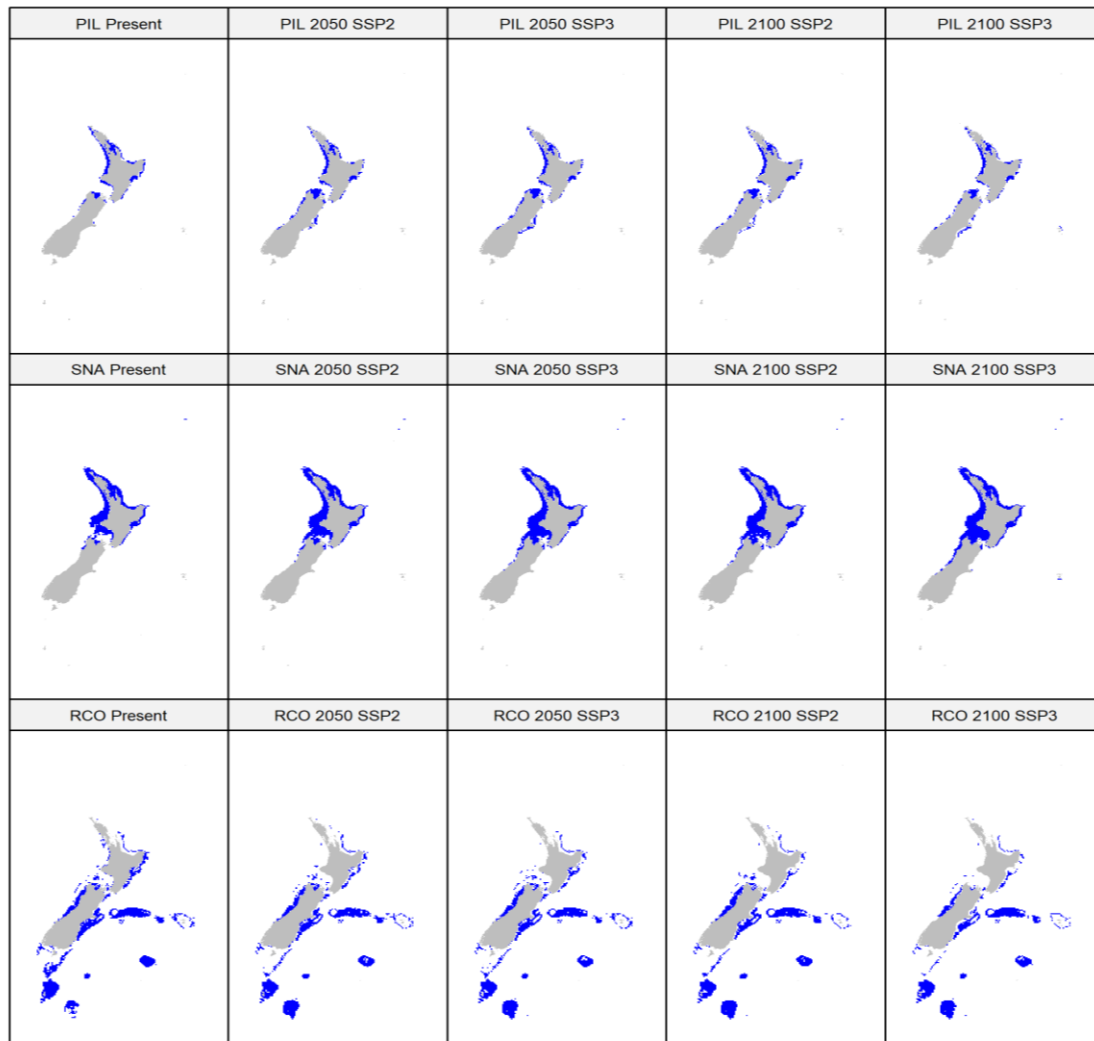 PIL Present PIL 2050 SSP2 PIL 2050 SSP3 PIL 2100 SSP2 PIL 2100 SSP3
SNA Present SNA 2050 SSP2 SNA 2050 SSP3 SNA 2100 SSP2 SNA 2100 SSP3
RCO Present RCO 2050 SSP2 RCO 2050 SSP3 RCO 2100 SSP2 RCO 2100 SSP3